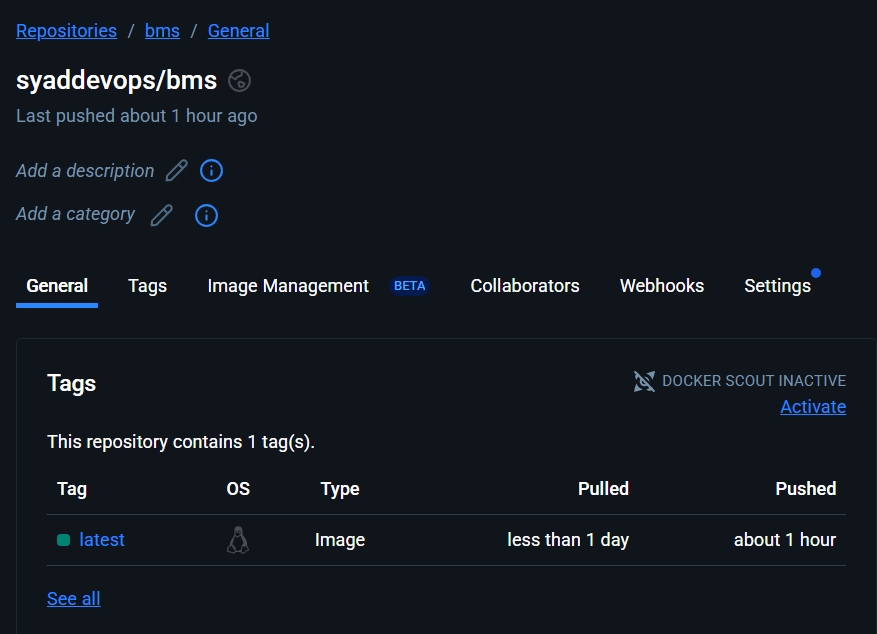 Repositories / bms / General
syaddevops/bms
Last pushed about 1 hour ago
Add a description
Add a category
General Tags Image Management BETA Collaborators Webhooks Settings
Tags
DOCKER SCOUT INACTIVE
Activate
This repository contains 1 tag(s).
Tag OS Type Pulled Pushed
latest Image less than 1 day about 1 hour
See all